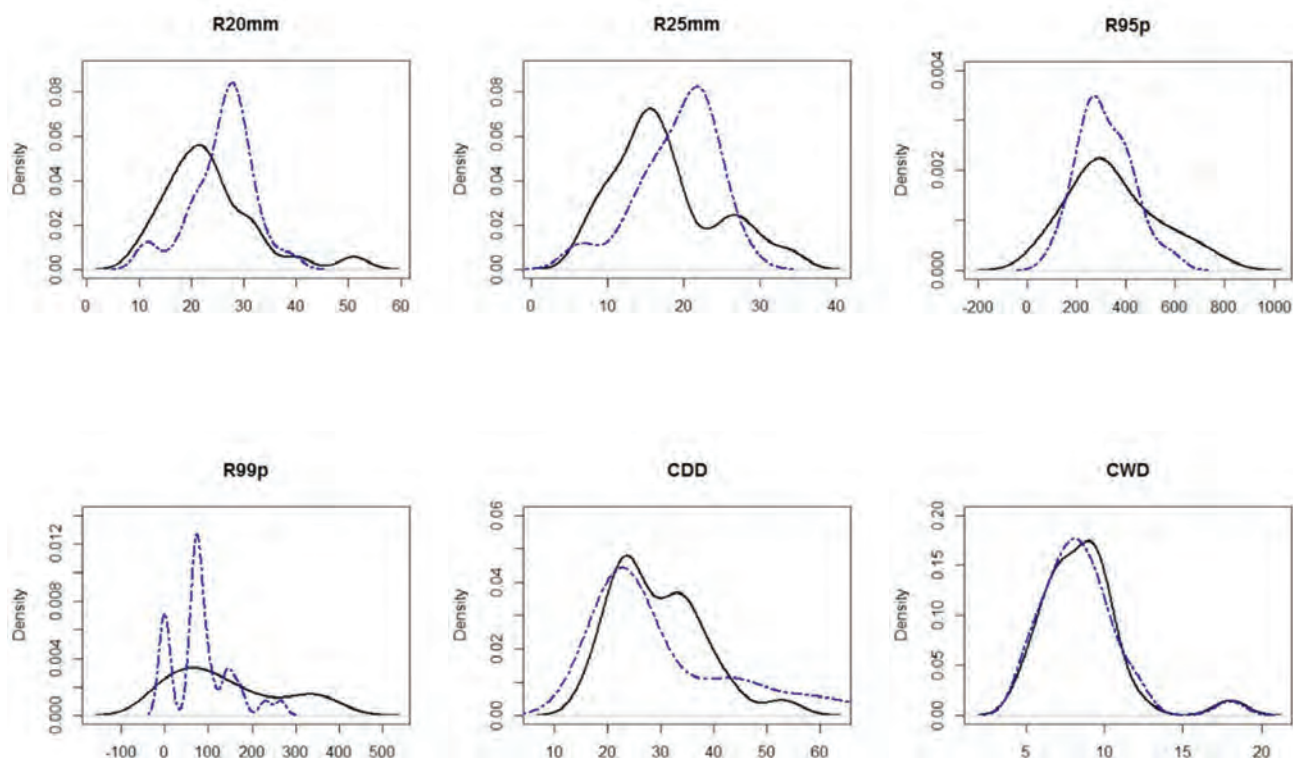 R20mm
Density
0.00 0.02 0.04 0.06 0.08
0 10 20 30 40 50 60
R25mm
Density
0.00 0.02 0.04 0.06 0.08
0 10 20 30 40
R95p
Density
0.000 0.002 0.004
-200 0 200 400 600 800 1000
R99p
Density
0.000 0.004 0.008 0.012
-100 0 100 200 300 400 500
CDD
Density
0.00 0.02 0.04 0.06
10 20 30 40 50 60
CWD
Density
0.00 0.05 0.10 0.15 0.20
5 10 15 20